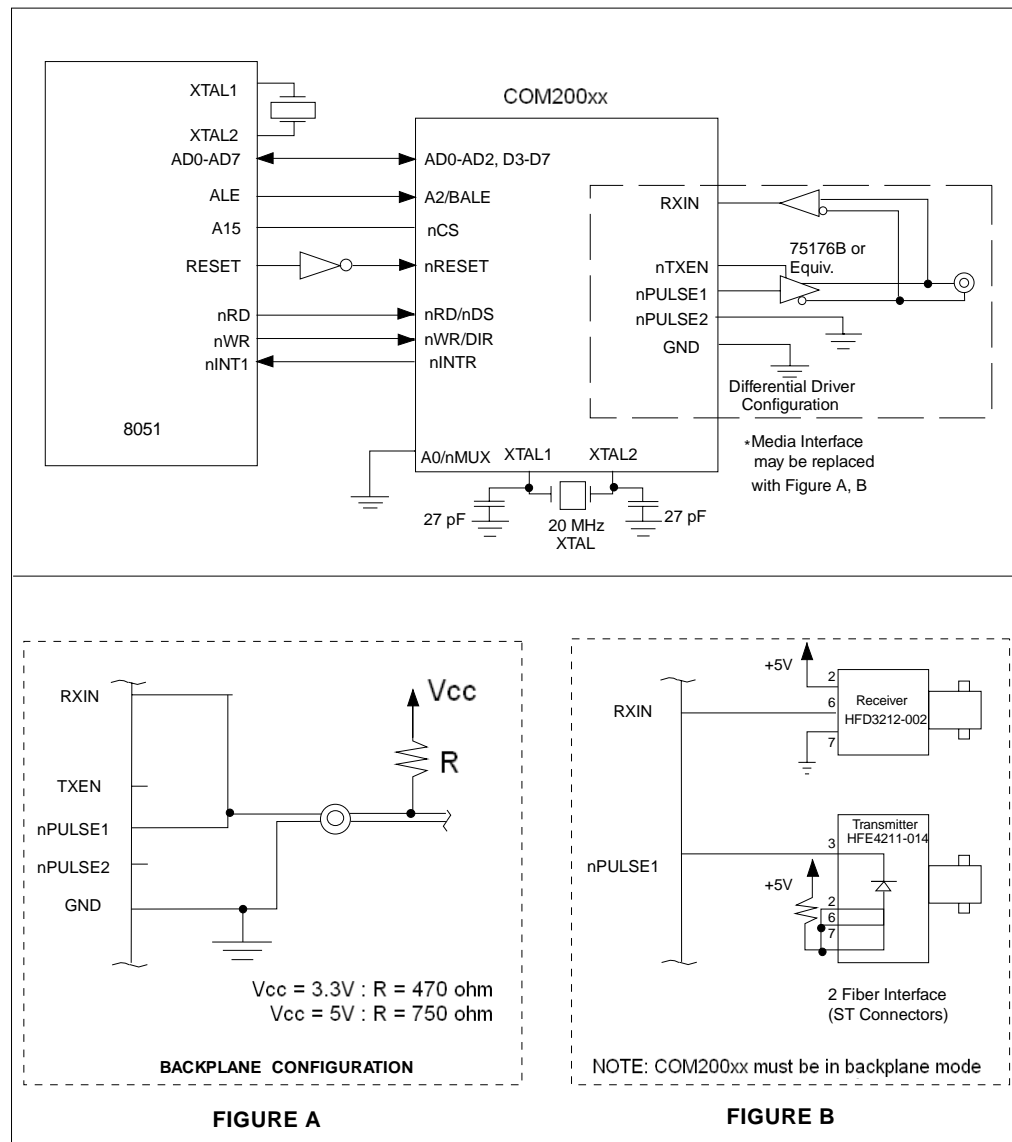 XTAL1
XTAL2
AD0-AD7
ALE
A15
RESET
nRD
nWR
nINT1
8051
COM200xx
AD0-AD2, D3-D7
A2/BALE
nCS
nRESET
nRD/nDS
nWR/DIR
nINTR
A0/nMUX
XTAL1
XTAL2
27 pF
20 MHz
XTAL
27 pF
RXIN
nTXEN
nPULSE1
nPULSE2
GND
75176B or
Equiv.
Differential Driver
Configuration
*Media Interface
may be replaced
with Figure A, B
RXIN
TXEN
nPULSE1
nPULSE2
GND
Vcc
R
Vcc = 3.3V : R = 470 ohm
Vcc = 5V : R = 750 ohm
BACKPLANE CONFIGURATION
FIGURE A
RXIN
nPULSE1
+5V
2
6
7
Receiver
HFD3212-002
Transmitter
HFE4211-014
3
+5V
2
6
7
2 Fiber Interface
(ST Connectors)
NOTE: COM200xx must be in backplane mode
FIGURE B